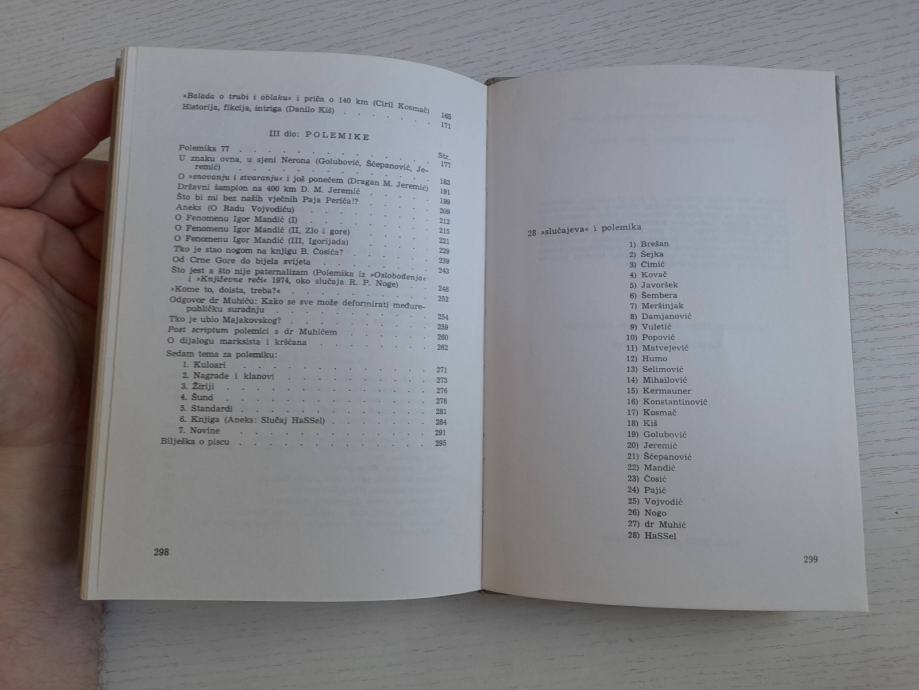 »Balada o trubi i oblaku« i priča o 140 km (Ciril Kosmač) 165
Historija, fikcija, intriga (Danilo Kiš) . . . . . . 171
III dio: POLEMIKE
Str.
Polemika 77 . . . . . . . . . . . 177
U znaku ovna, u sjeni Nerona (Golubović, Šćepanović, Je-
remić) . . . . . . . . . . . 183
O »snovanju i stvaranju« i još ponečem (Dragan M. Jeremić) 191
Državni šampion na 400 km D. M. Jeremić . . . . 199
Što bi mi bez naših vječnih Paja Perića!? . . . . 209
Aneks (O Radu Vojvodiću) . . . . . . . . 212
O Fenomenu Igor Mandić (I) . . . . . . . 215
O Fenomenu Igor Mandić (II, Zlo i gore) . . . . 221
O Fenomenu Igor Mandić (III, Igorijada) . . . . 229
Tko je stao nogom na knjigu B. Ćosića? . . . . . 239
Od Crne Gore do bijela svijeta . . . . . . . 243
Što jest a što nije paternalizam (Polemika iz »Oslobođenja«
i »Književne reči« 1974, oko slučaja R. P. Noge) . . 248
»Kome to, doista, treba?« . . . . . . . . 252
Odgovor dr Muhiću: Kako se sve može deformirati međure-
publičku suradnju . . . . . . . . . 254
Tko je ubio Majakovskog? . . . . . . . . 259
Post scriptum polemici s dr Muhićem . . . . . 260
O dijalogu marksista i kršćana . . . . . . . 262
Sedam tema za polemiku:
1. Kuloari . . . . . . . . . . . 271
2. Nagrade i klanovi . . . . . . . . . 273
3. Žiriji . . . . . . . . . . . 276
4. Šund . . . . . . . . . . . 278
5. Standardi . . . . . . . . . . 281
6. Knjiga (Aneks: Slučaj HaSSel) . . . . . . 284
7. Novine . . . . . . . . . . . 291
Bilješka o piscu . . . . . . . . . . 295
298
28 »slučajeva« i polemika
1) Brešan
2) Šejka
3) Čimić
4) Kovač
5) Javoršek
6) Šembera
7) Meršinjak
8) Damjanović
9) Vuletić
10) Popović
11) Matvejević
12) Humo
13) Selimović
14) Mihailović
15) Kermauner
16) Konstantinović
17) Kosmač
18) Kiš
19) Golubović
20) Jeremić
21) Šćepanović
22) Mandić
23) Ćosić
24) Pajić
25) Vojvodić
26) Nogo
27) dr Muhić
28) HaSSel
299